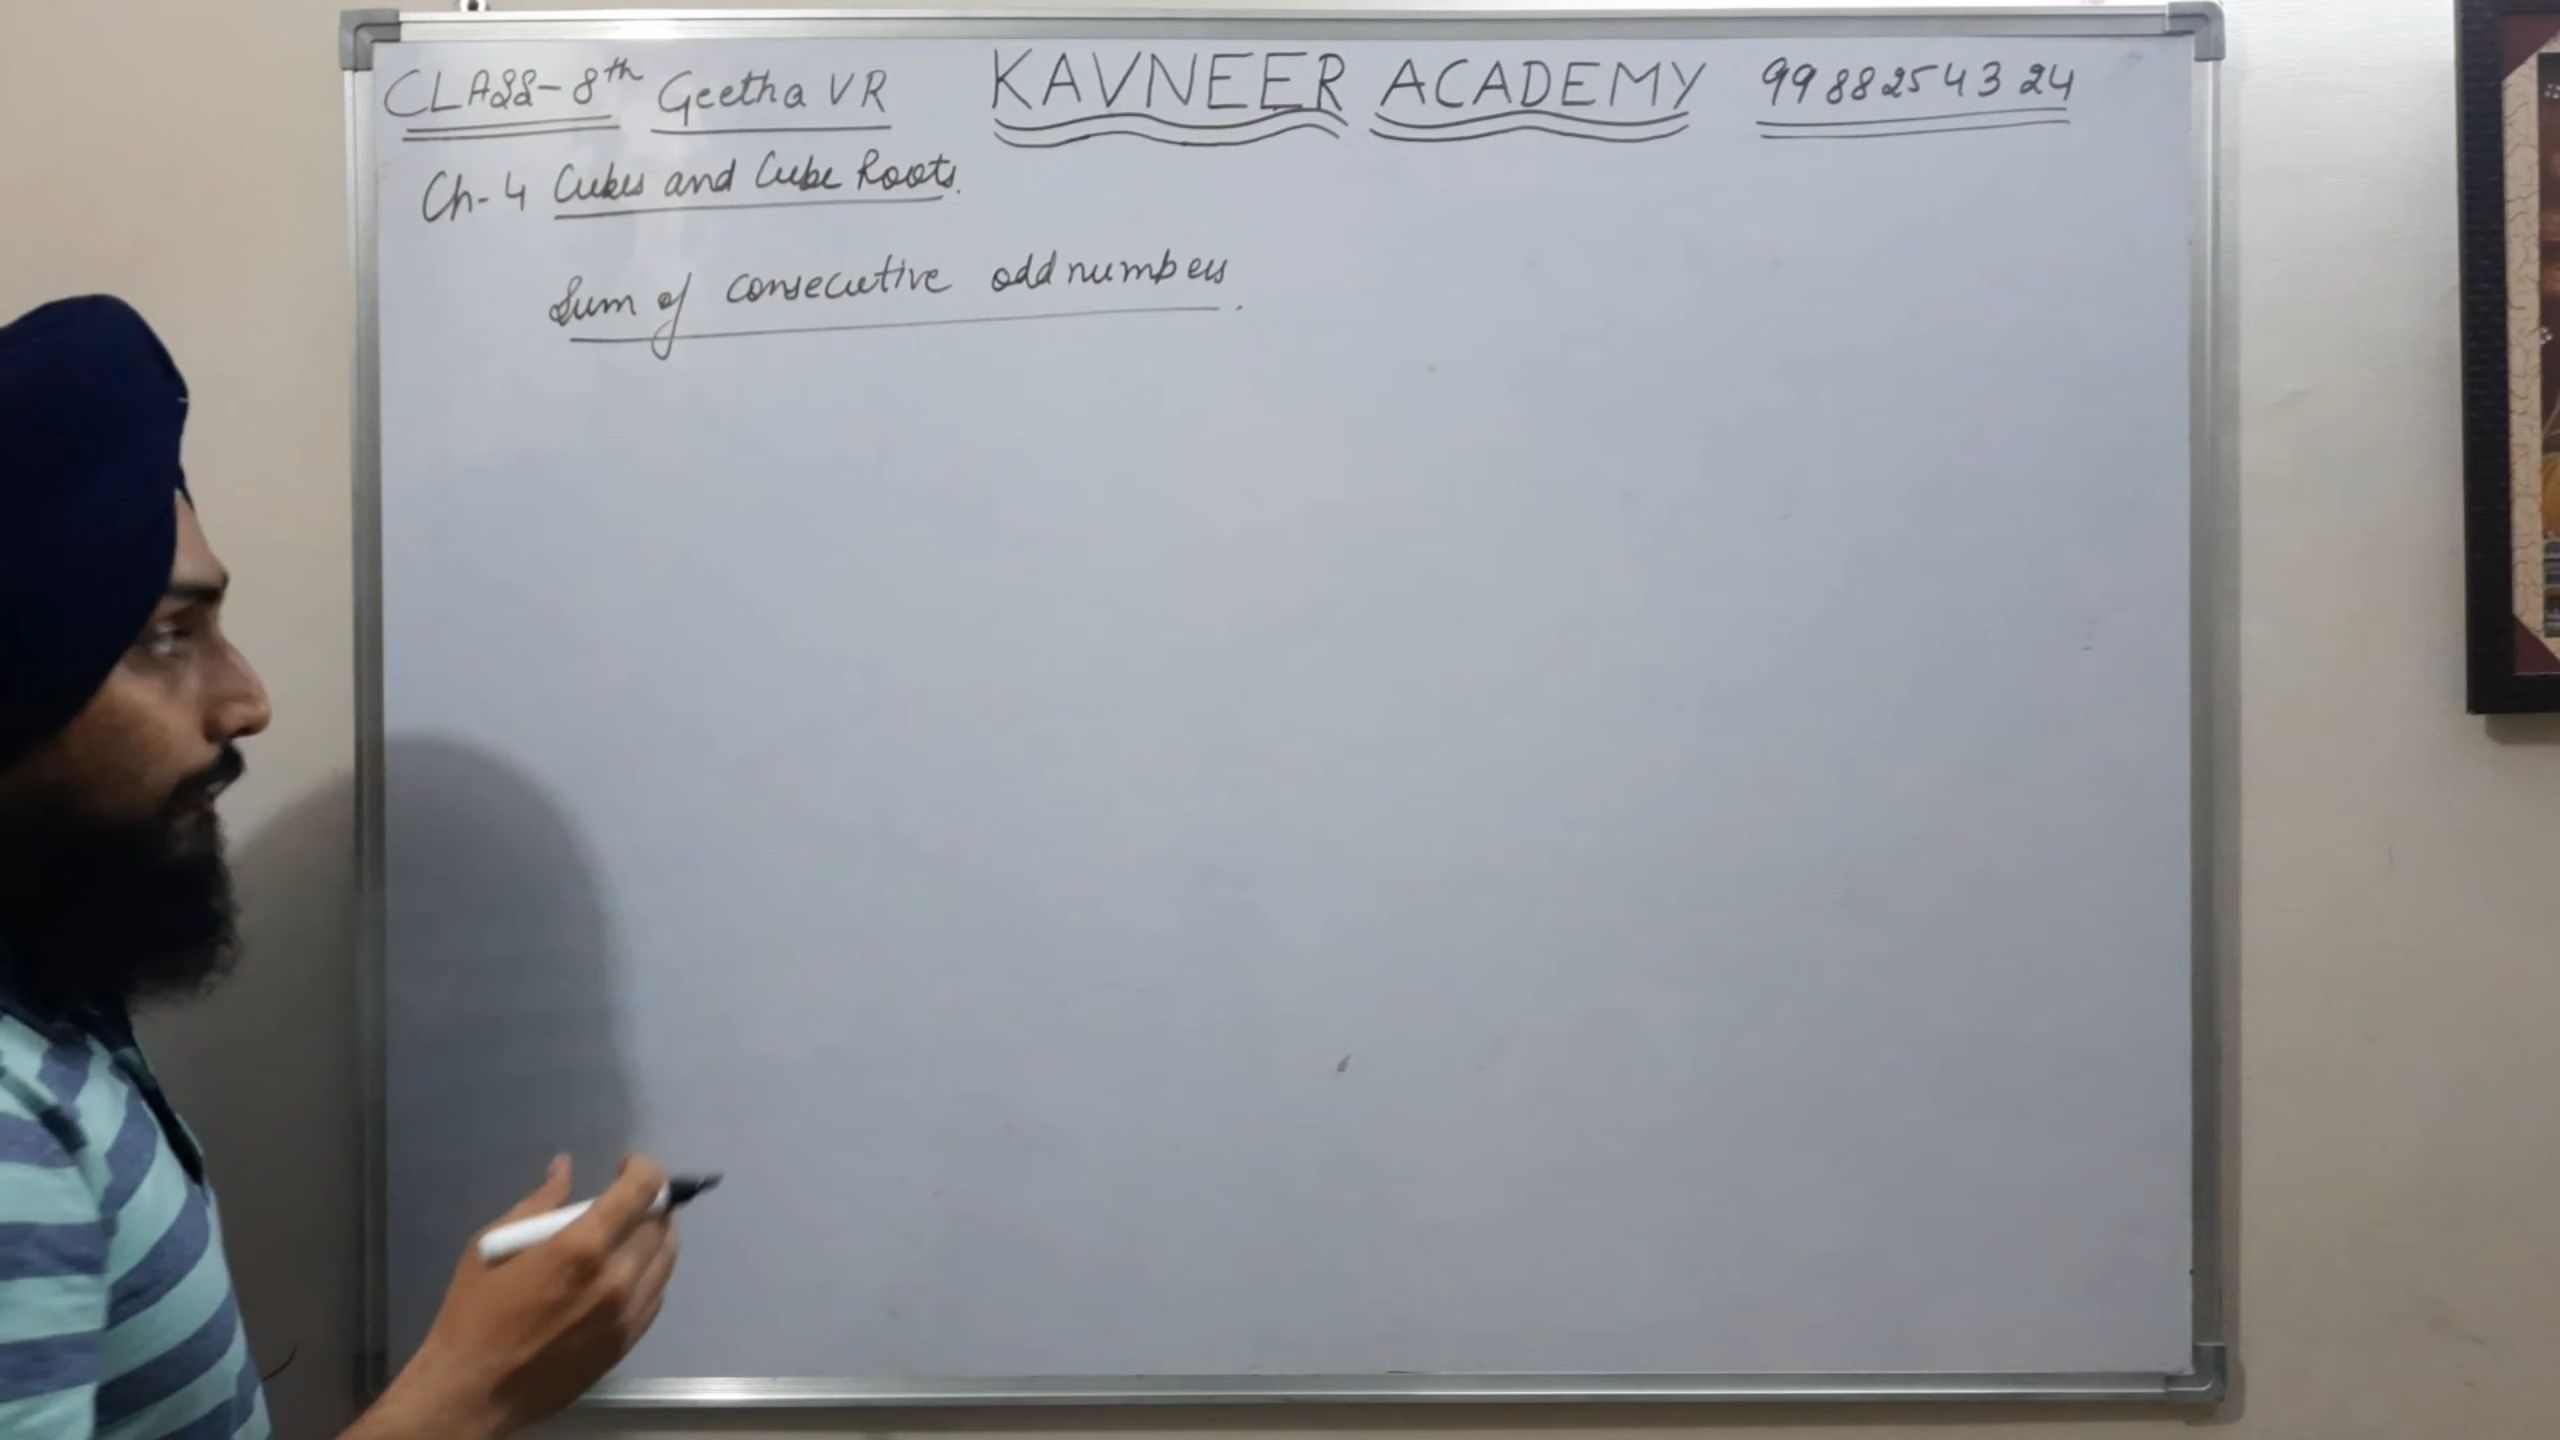 CLASS-8th Geetha VR KAVNEER ACADEMY 9988254324
Ch-4 Cubes and Cube Roots.
Sum of consecutive odd numbers.